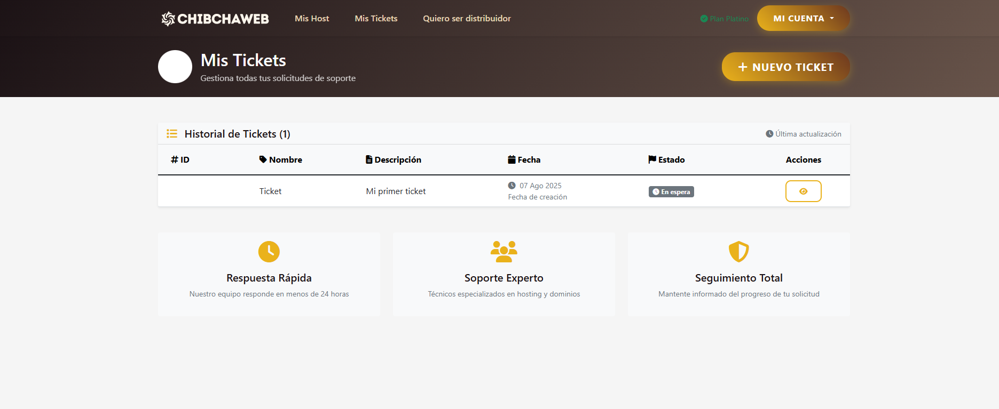 CHIBCHAWEB Mis Host Mis Tickets Quiero ser distribuidor Plan Platino MI CUENTA
Mis Tickets
Gestiona todas tus solicitudes de soporte
+ NUEVO TICKET
Historial de Tickets (1) Última actualización
# ID Nombre Descripción Fecha Estado Acciones
Ticket Mi primer ticket 07 Ago 2025 En espera
Fecha de creación
Respuesta Rápida
Nuestro equipo responde en menos de 24 horas
Soporte Experto
Técnicos especializados en hosting y dominios
Seguimiento Total
Mantente informado del progreso de tu solicitud